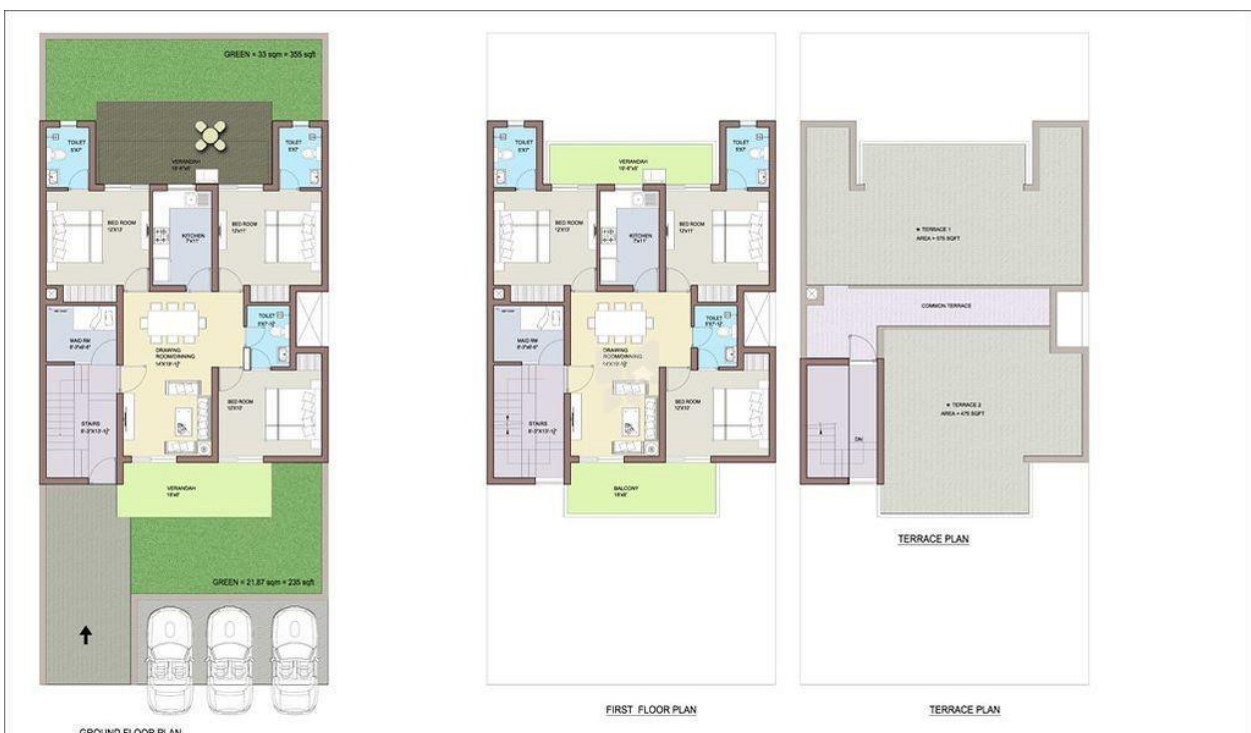 GREEN = 33 sqm = 355 sqft
TOILET
5'X7'
TOILET
5'X7'
VERANDAH
BED ROOM
12'X13'
KITCHEN
7'X11'
BED ROOM
12'X11'
TOILET
MAID RM
DRAWING
ROOM/DINNING
BED ROOM
12'X10'
STAIRS
VERANDAH
GREEN = 21.87 sqm = 235 sqft
GROUND FLOOR PLAN
TOILET
5'X7'
TOILET
5'X7'
VERANDAH
BED ROOM
12'X13'
KITCHEN
7'X11'
BED ROOM
12'X11'
TOILET
MAID RM
DRAWING
ROOM/DINNING
BED ROOM
12'X10'
STAIRS
BALCONY
FIRST FLOOR PLAN
TERRACE 1
AREA = 575 SQFT
COMMON TERRACE
TERRACE 2
AREA = 475 SQFT
DN
TERRACE PLAN
TERRACE PLAN